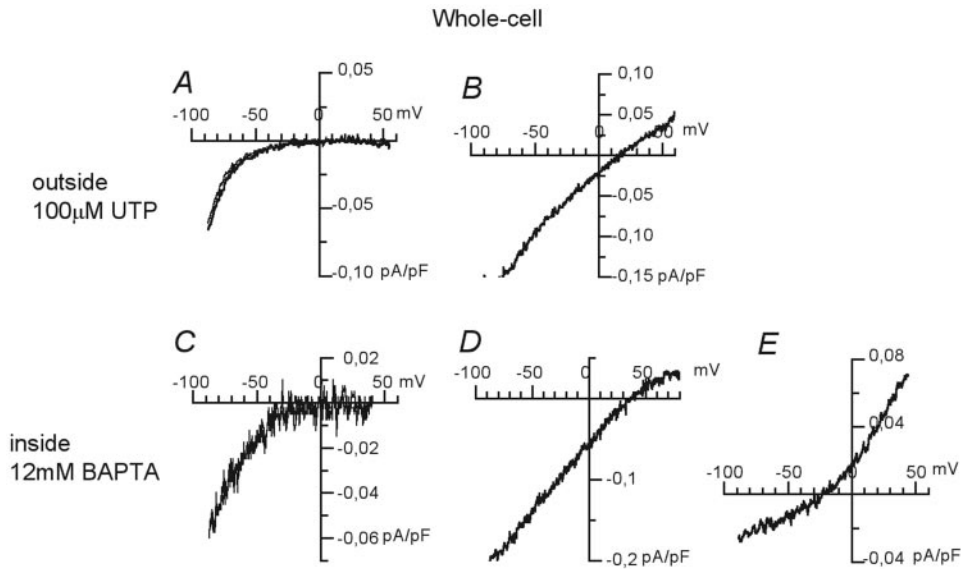 Whole-cell
A
0,05
-100 -50 0 50 mV
-0,05
-0,10 pA/pF
B
0,10
0,05
-100 -50 0 50 mV
-0,05
-0,10
-0,15 pA/pF
outside
100μM UTP
C
0,02
-100 -50 0 50 mV
-0,02
-0,04
-0,06 pA/pF
D
-100 -50 0 50 mV
-0,1
-0,2 pA/pF
E
0,08
0,04
-100 -50 0 50 mV
-0,04 pA/pF
inside
12mM BAPTA